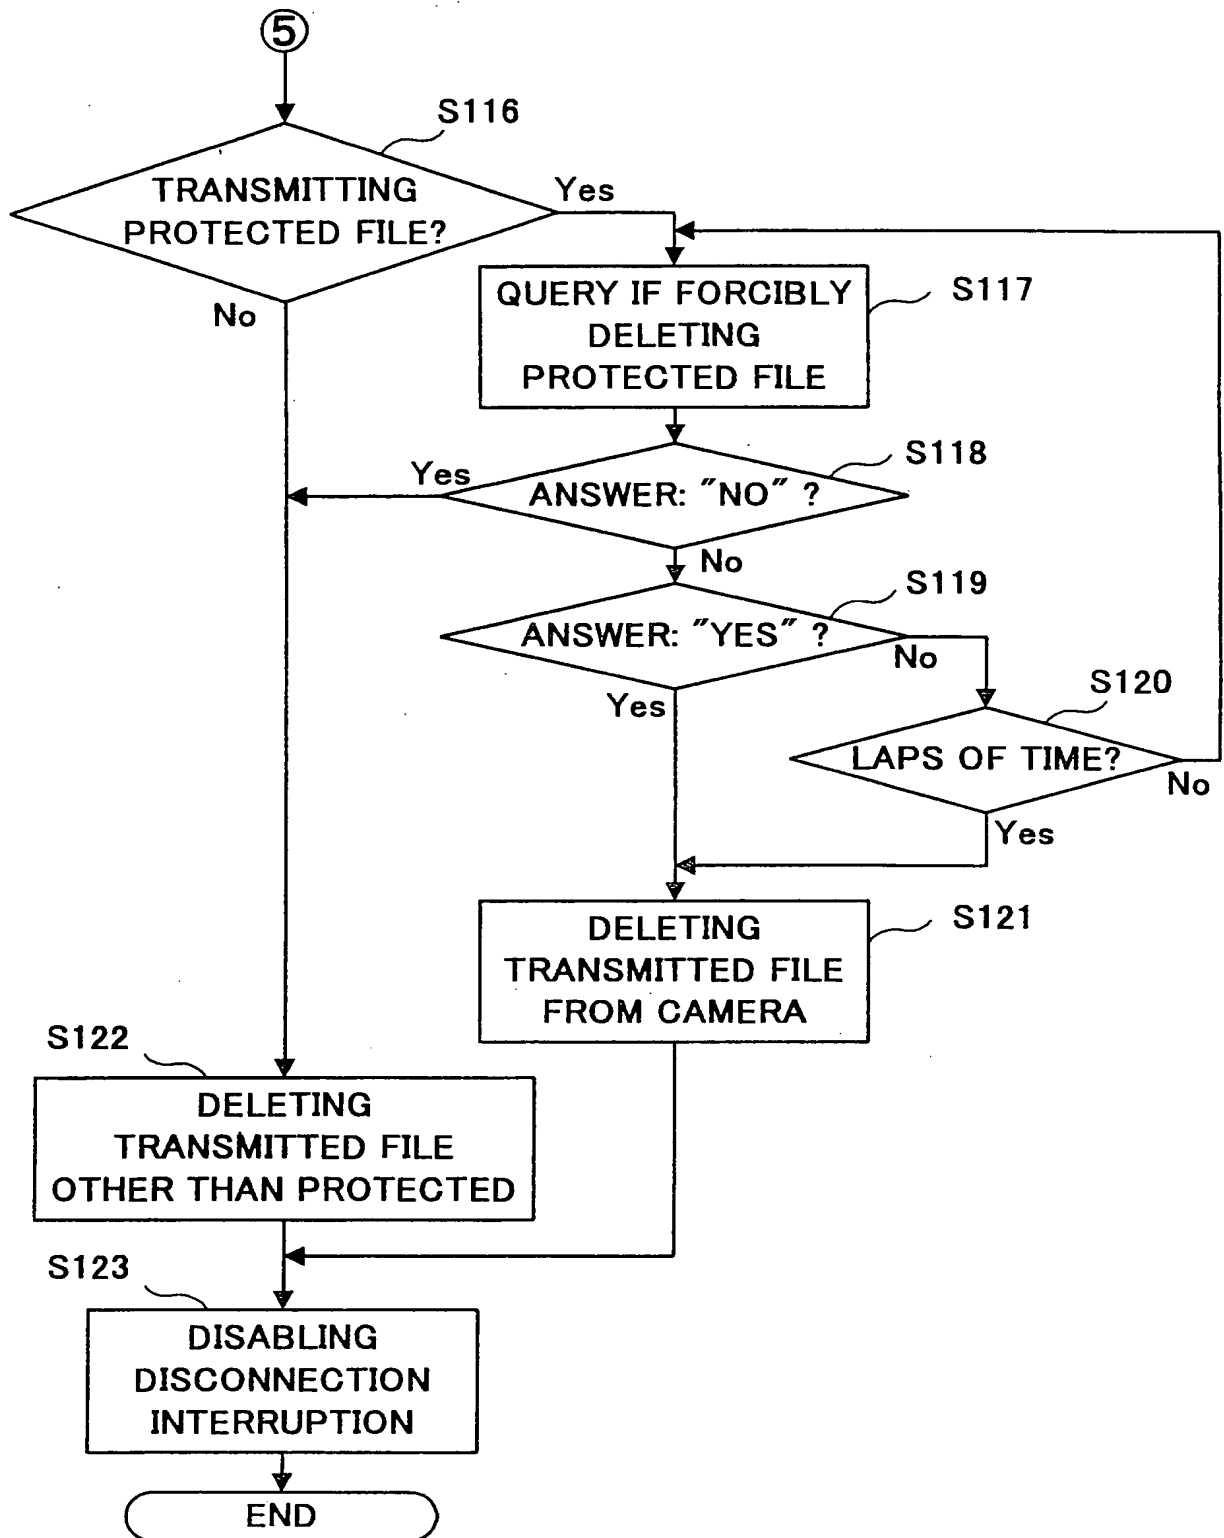 ⑤
S116
TRANSMITTING
PROTECTED FILE?
Yes
No
QUERY IF FORCIBLY
DELETING
PROTECTED FILE
S117
Yes
ANSWER: "NO" ?
S118
No
ANSWER: "YES" ?
S119
No
Yes
S120
LAPS OF TIME?
No
Yes
DELETING
TRANSMITTED FILE
FROM CAMERA
S121
S122
DELETING
TRANSMITTED FILE
OTHER THAN PROTECTED
S123
DISABLING
DISCONNECTION
INTERRUPTION
END